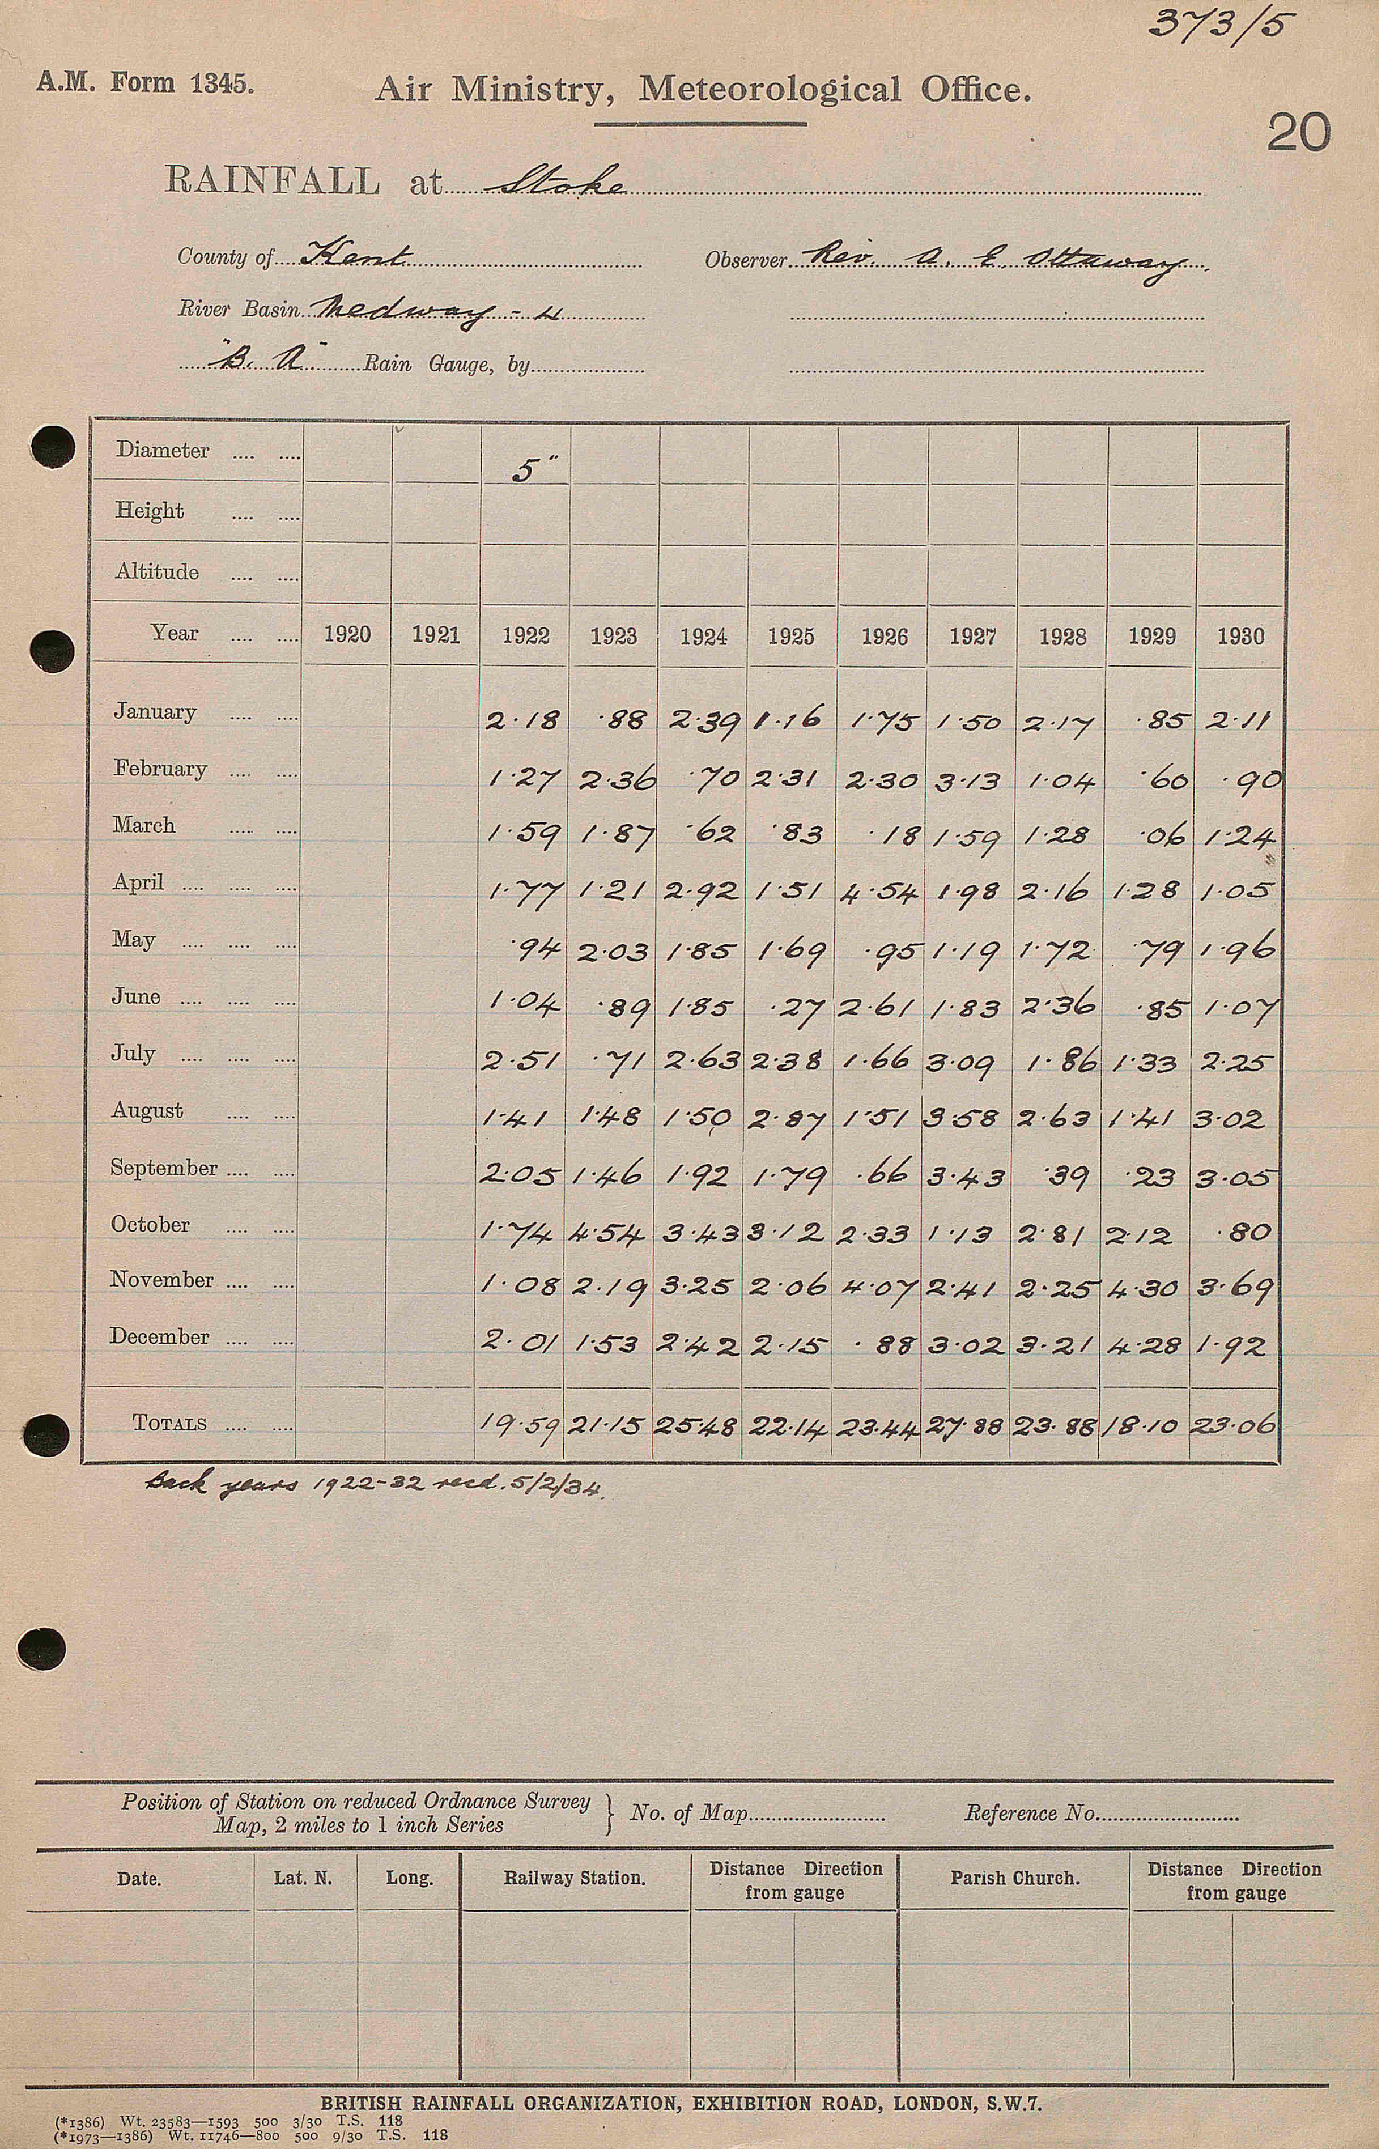 373/5
A.M. Form 1345. Air Ministry, Meteorological Office.
20
RAINFALL at Stoke
County of Kent Observer Rev. A. E. Ottaway
River Basin Medway - 4
"B. A" Rain Gauge, by
Diameter .... .... 5"
Height .... ....
Altitude .... ....
Year .... .... 1920 1921 1922 1923 1924 1925 1926 1927 1928 1929 1930
January .... .... 2.18 .88 2.39 1.16 1.75 1.50 2.17 .85 2.11
February .... .... 1.27 2.36 .70 2.31 2.30 3.13 1.04 .60 .90
March .... .... 1.59 1.87 .62 .83 .18 1.59 1.28 .06 1.24
April .... .... .... 1.77 1.21 2.92 1.51 4.54 1.98 2.16 1.28 1.05
May .... .... .... .94 2.03 1.85 1.69 .95 1.19 1.72 .79 1.96
June .... .... .... 1.04 .89 1.85 .27 2.61 1.83 2.36 .85 1.07
July .... .... .... 2.51 .71 2.63 2.38 1.66 3.09 1.86 1.33 2.25
August .... .... 1.41 1.48 1.50 2.87 1.51 3.58 2.63 1.41 3.02
September .... .... 2.05 1.46 1.92 1.79 .66 3.43 .39 .23 3.05
October .... .... 1.74 4.54 3.43 3.12 2.33 1.13 2.81 2.12 .80
November .... .... 1.08 2.19 3.25 2.06 4.07 2.41 2.25 4.30 3.69
December .... .... 2.01 1.53 2.42 2.15 .88 3.02 3.21 4.28 1.92
TOTALS .... .... 19.59 21.15 25.48 22.14 23.44 27.88 23.88 18.10 23.06
Back years 1922-32 recd. 5/2/34.
Position of Station on reduced Ordnance Survey
Map, 2 miles to 1 inch Series } No. of Map Reference No.
Date. Lat. N. Long. Railway Station. Distance Direction from gauge Parish Church. Distance Direction from gauge
BRITISH RAINFALL ORGANIZATION, EXHIBITION ROAD, LONDON, S.W.7.
(*1386) Wt. 23583—1593 500 3/30 T.S. 118
(*1973—1386) Wt. 11746—800 500 9/30 T.S. 118